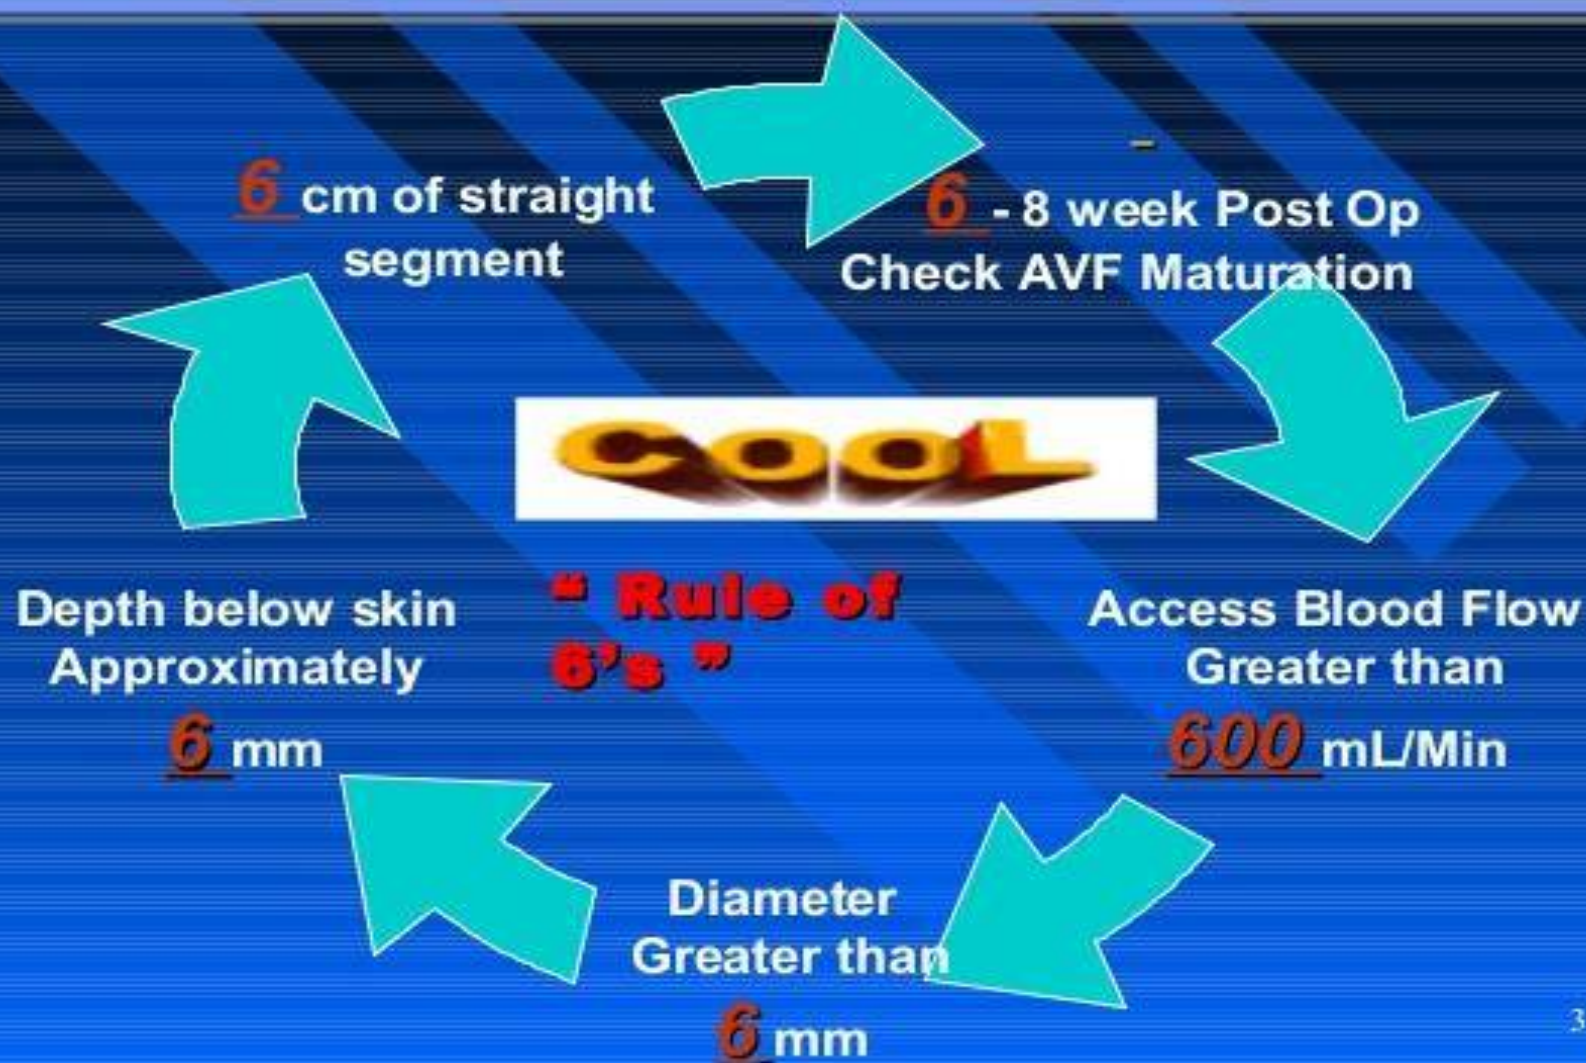 6 cm of straight
segment
6 - 8 week Post Op
Check AVF Maturation
COOL
“ Rule of
6’s ”
Access Blood Flow
Greater than
600 mL/Min
Diameter
Greater than
6 mm
Depth below skin
Approximately
6 mm
3